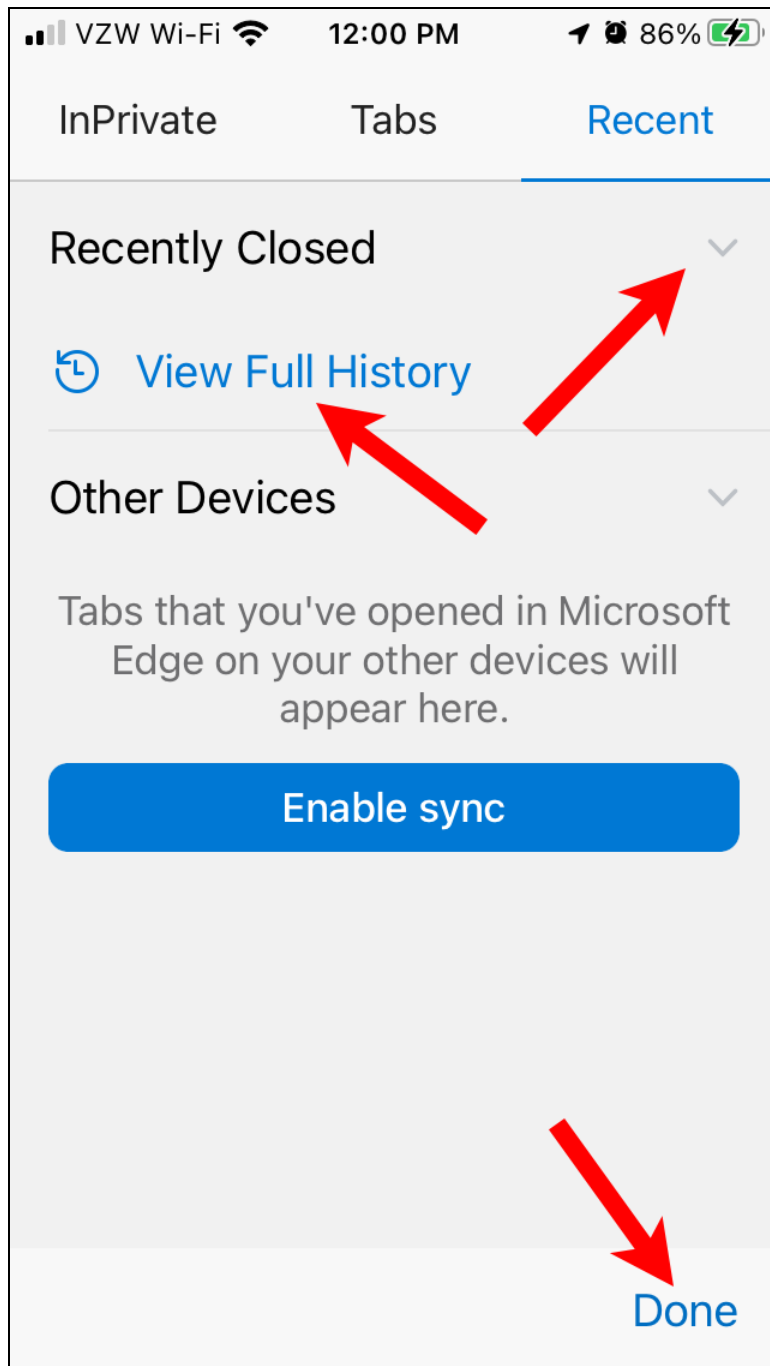 VZW Wi-Fi 12:00 PM 86%
InPrivate Tabs Recent
Recently Closed
View Full History
Other Devices
Tabs that you've opened in Microsoft
Edge on your other devices will
appear here.
Enable sync
Done